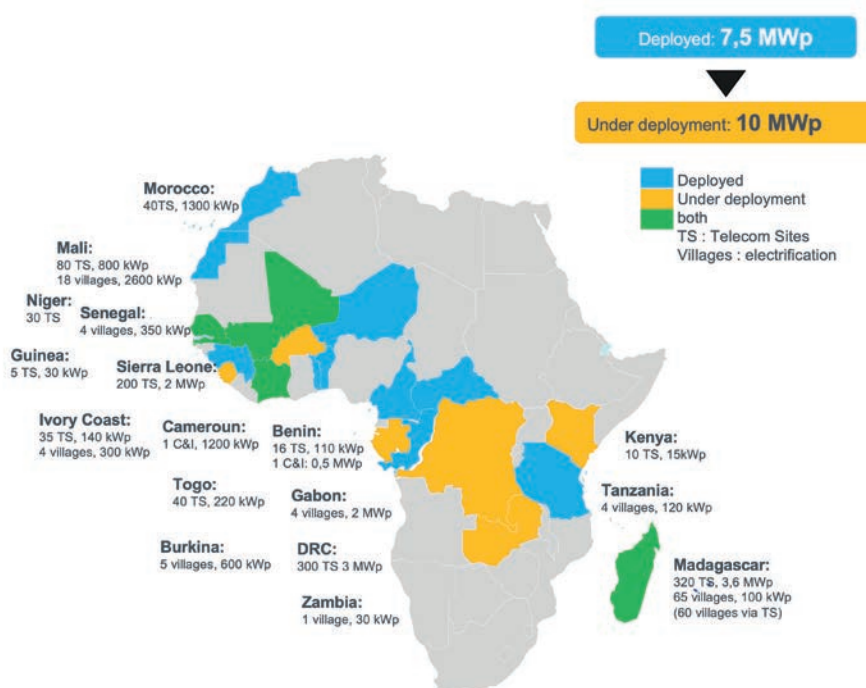 Deployed: 7,5 MWp
Under deployment: 10 MWp
Deployed
Under deployment
both
TS : Telecom Sites
Villages : electrification
Morocco:
40TS, 1300 kWp
Mali:
80 TS, 800 kWp
18 villages, 2600 kWp
Niger:
30 TS
Senegal:
4 villages, 350 kWp
Guinea:
5 TS, 30 kWp
Sierra Leone:
200 TS, 2 MWp
Ivory Coast:
35 TS, 140 kWp
4 villages, 300 kWp
Cameroun:
1 C&I, 1200 kWp
Benin:
16 TS, 110 kWp
1 C&I: 0,5 MWp
Kenya:
10 TS, 15kWp
Togo:
40 TS, 220 kWp
Gabon:
4 villages, 2 MWp
Tanzania:
4 villages, 120 kWp
Burkina:
5 villages, 600 kWp
DRC:
300 TS 3 MWp
Madagascar:
320 TS, 3,6 MWp
65 villages, 100 kWp
(60 villages via TS)
Zambia:
1 village, 30 kWp